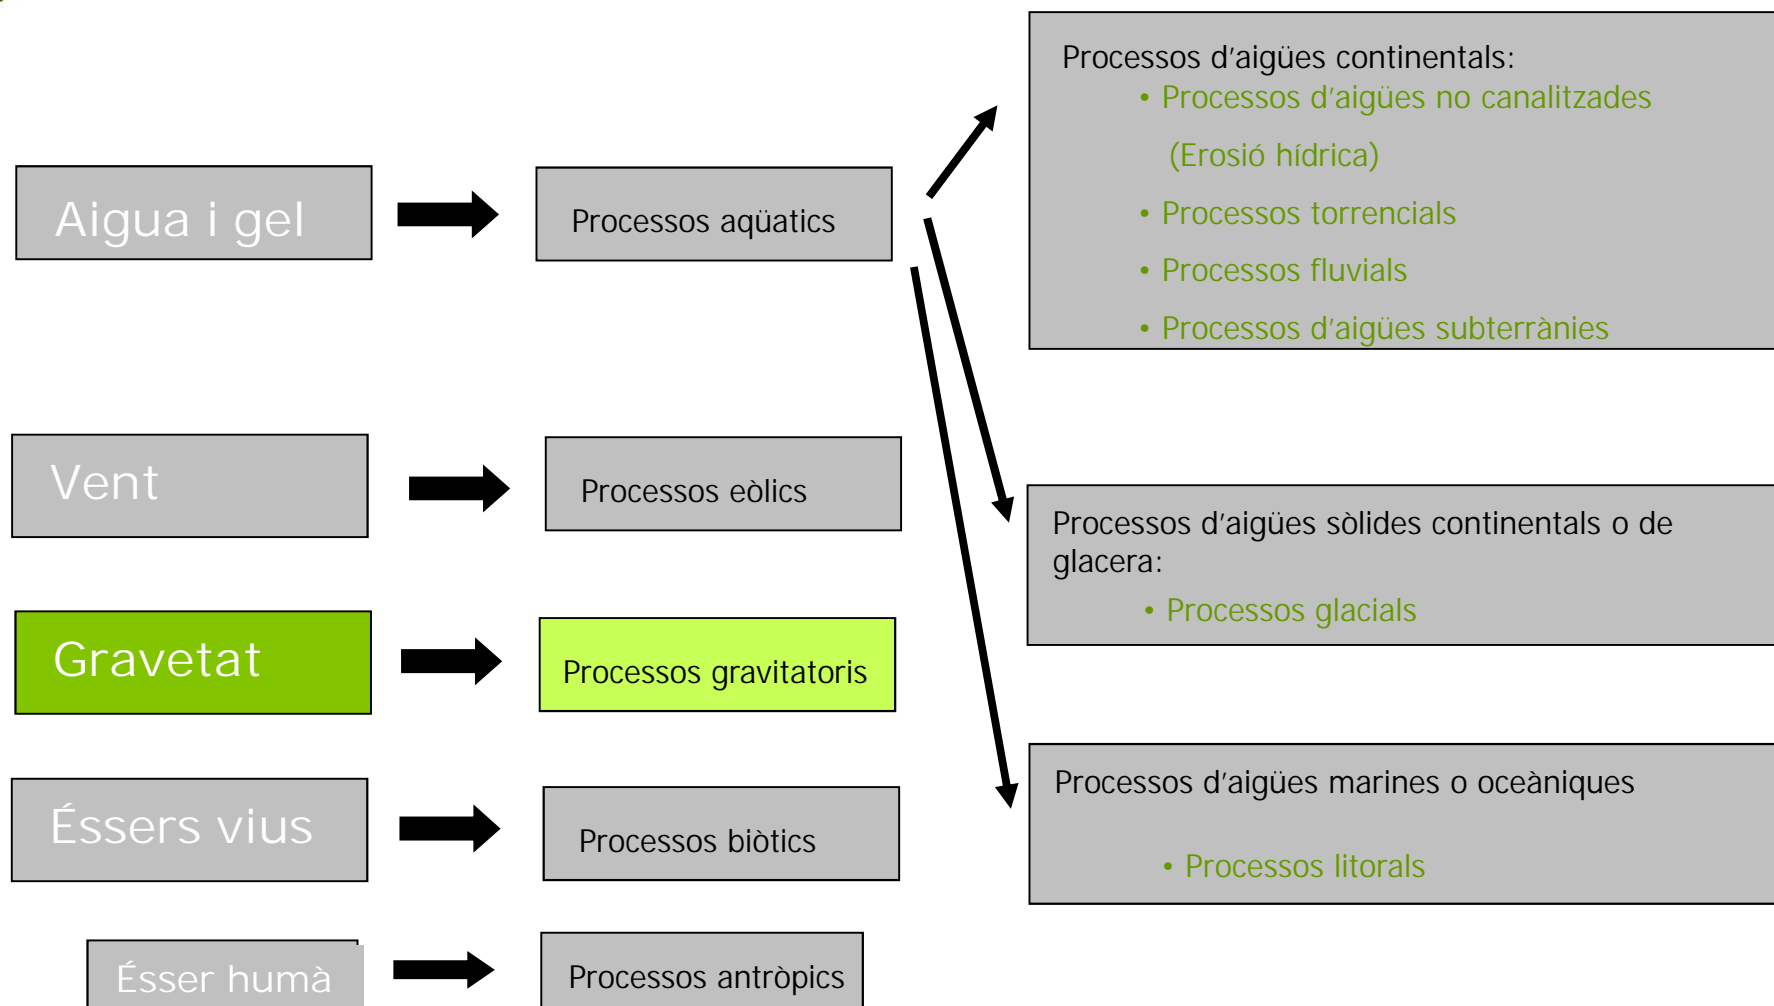 Aigua i gel
Processos aqüatics
Processos d'aigües continentals:
• Processos d'aigües no canalitzades
(Erosió hídrica)
• Processos torrencials
• Processos fluvials
• Processos d'aigües subterrànies
Vent
Processos eòlics
Processos d'aigües sòlides continentals o de
glacera:
• Processos glacials
Gravetat
Processos gravitatoris
Processos d'aigües marines o oceàniques
• Processos litorals
Éssers vius
Processos biòtics
Ésser humà
Processos antròpics